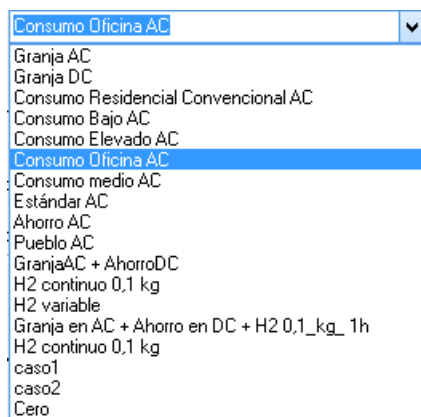 Consumo Oficina AC
Granja AC
Granja DC
Consumo Residencial Convencional AC
Consumo Bajo AC
Consumo Elevado AC
Consumo Oficina AC
Consumo medio AC
Estándar AC
Ahorro AC
Pueblo AC
GranjaAC + AhorroDC
H2 continuo 0,1 kg
H2 variable
Granja en AC + Ahorro en DC + H2 0,1_kg_ 1h
H2 continuo 0,1 kg
caso1
caso2
Cero